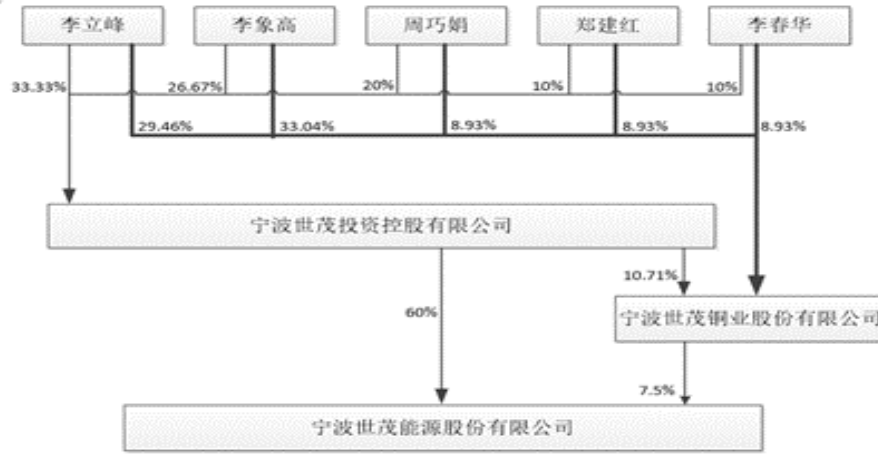 李立峰 李象高 周巧娟 郑建红 李春华
33.33% 26.67% 20% 10% 10%
29.46% 33.04% 8.93% 8.93% 8.93%
宁波世茂投资控股有限公司
10.71%
60%
宁波世茂铜业股份有限公司
7.5%
宁波世茂能源股份有限公司